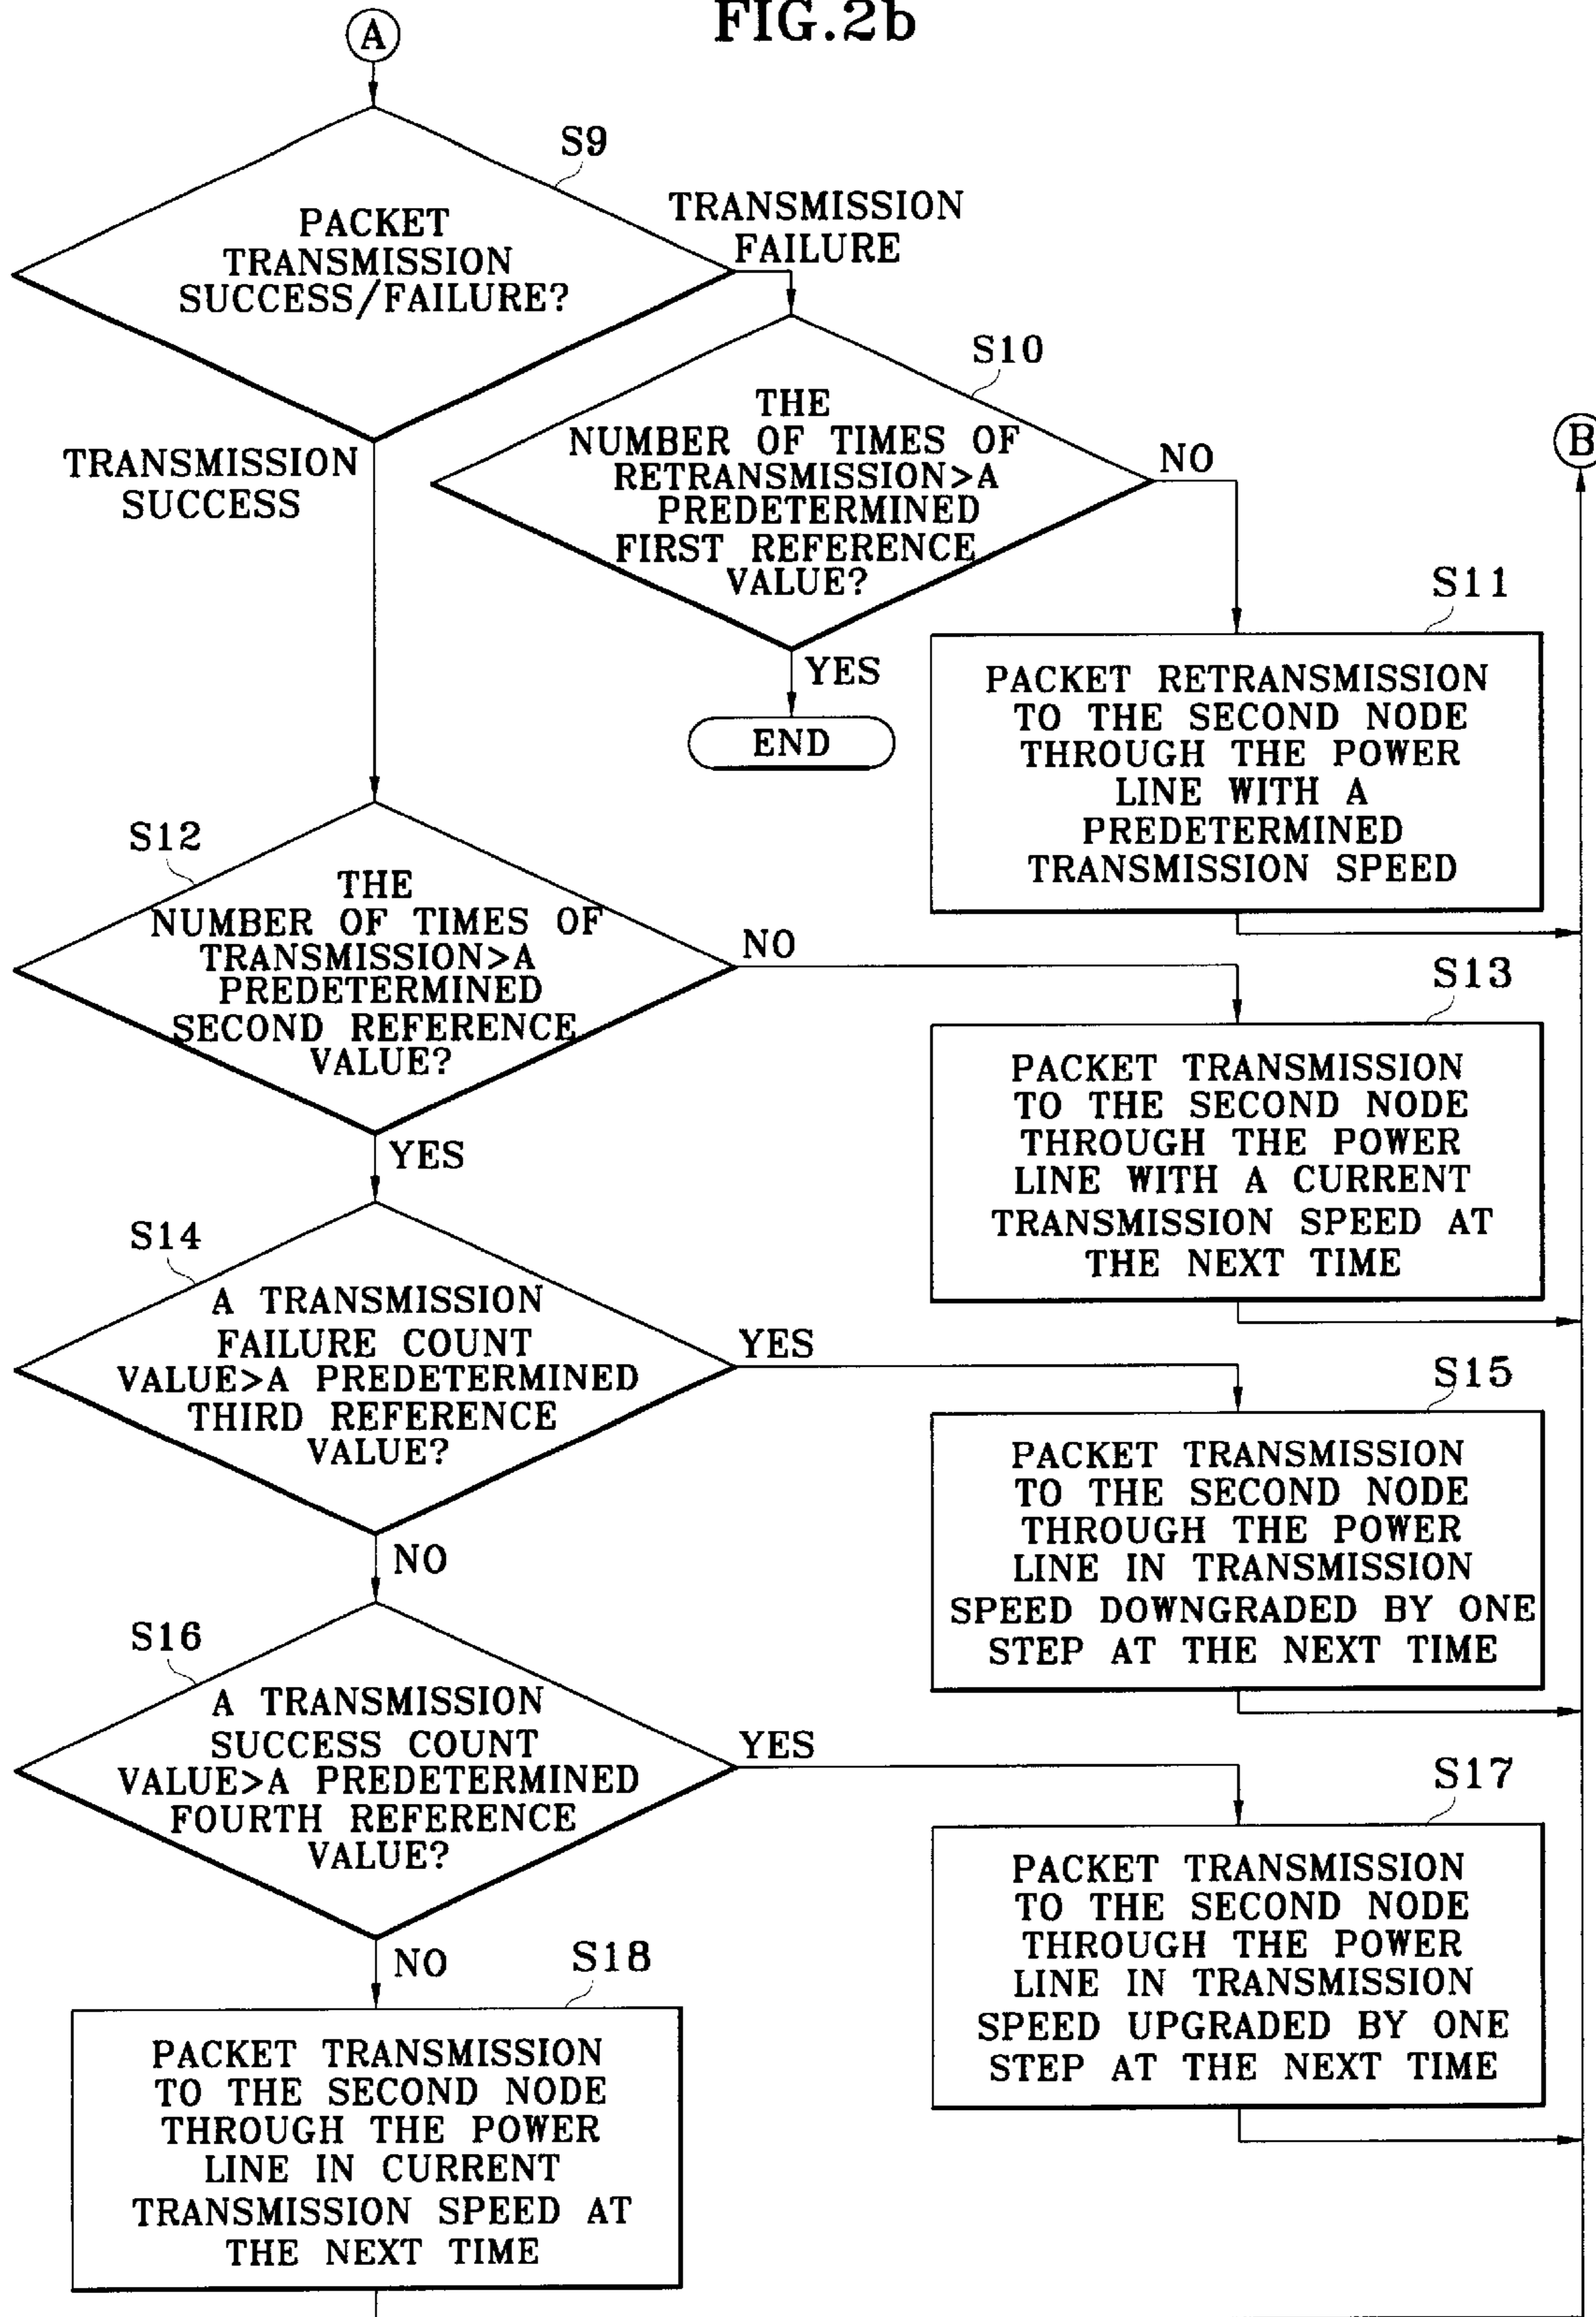 FIG.2b
A
S9
PACKET
TRANSMISSION
SUCCESS/FAILURE?
TRANSMISSION
FAILURE
TRANSMISSION
SUCCESS
S10
THE
NUMBER OF TIMES OF
RETRANSMISSION>A
PREDETERMINED
FIRST REFERENCE
VALUE?
NO
B
YES
END
S11
PACKET RETRANSMISSION
TO THE SECOND NODE
THROUGH THE POWER
LINE WITH A
PREDETERMINED
TRANSMISSION SPEED
S12
THE
NUMBER OF TIMES OF
TRANSMISSION>A
PREDETERMINED
SECOND REFERENCE
VALUE?
NO
YES
S13
PACKET TRANSMISSION
TO THE SECOND NODE
THROUGH THE POWER
LINE WITH A CURRENT
TRANSMISSION SPEED AT
THE NEXT TIME
S14
A TRANSMISSION
FAILURE COUNT
VALUE>A PREDETERMINED
THIRD REFERENCE
VALUE?
YES
NO
S15
PACKET TRANSMISSION
TO THE SECOND NODE
THROUGH THE POWER
LINE IN TRANSMISSION
SPEED DOWNGRADED BY ONE
STEP AT THE NEXT TIME
S16
A TRANSMISSION
SUCCESS COUNT
VALUE>A PREDETERMINED
FOURTH REFERENCE
VALUE?
YES
NO
S17
PACKET TRANSMISSION
TO THE SECOND NODE
THROUGH THE POWER
LINE IN TRANSMISSION
SPEED UPGRADED BY ONE
STEP AT THE NEXT TIME
S18
PACKET TRANSMISSION
TO THE SECOND NODE
THROUGH THE POWER
LINE IN CURRENT
TRANSMISSION SPEED AT
THE NEXT TIME